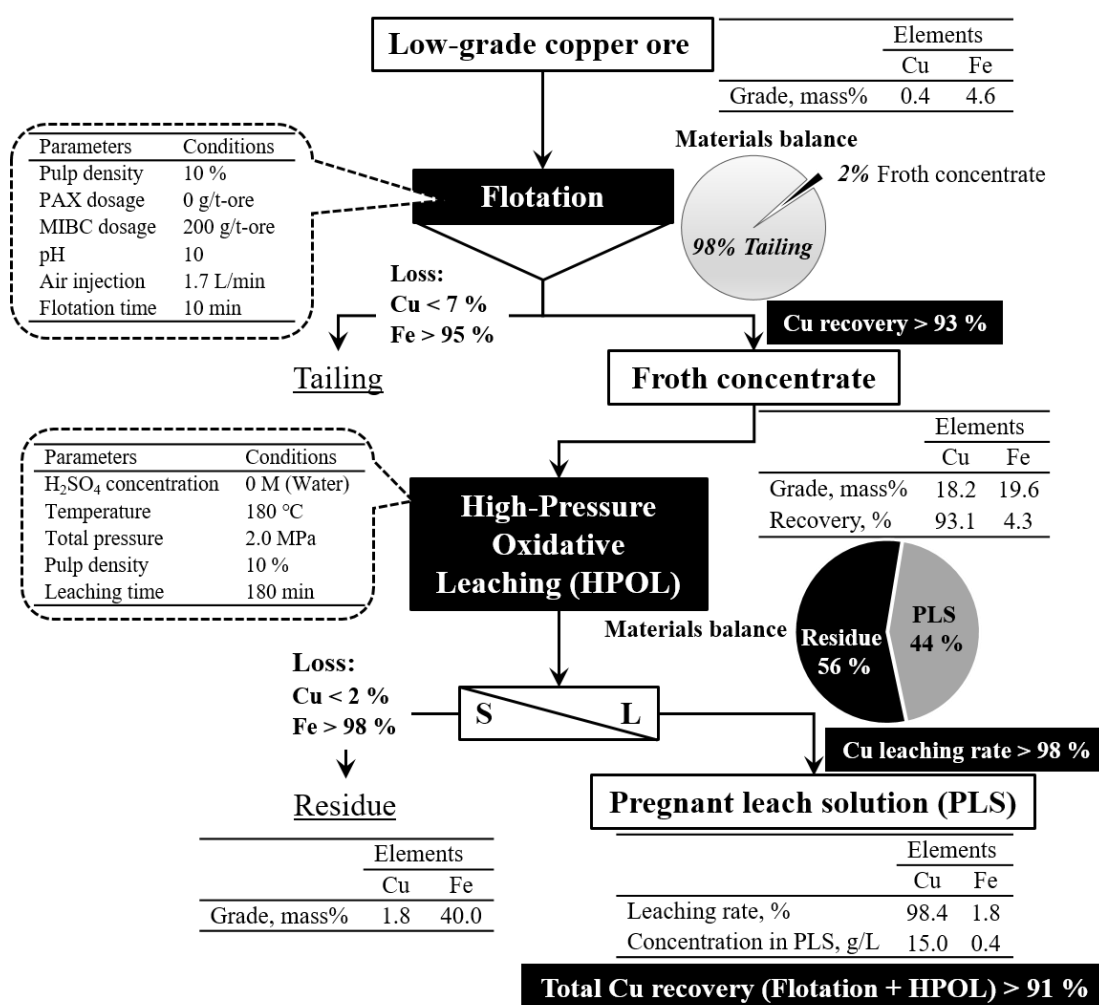 Low-grade copper ore
Elements
Cu Fe
Grade, mass% 0.4 4.6
Materials balance
2% Froth concentrate
98% Tailing
Parameters Conditions
Pulp density 10 %
PAX dosage 0 g/t-ore
MIBC dosage 200 g/t-ore
pH 10
Air injection 1.7 L/min
Flotation time 10 min
Flotation
Loss:
Cu < 7 %
Fe > 95 %
Cu recovery > 93 %
Tailing
Froth concentrate
Elements
Cu Fe
Grade, mass% 18.2 19.6
Recovery, % 93.1 4.3
Parameters Conditions
H₂SO₄ concentration 0 M (Water)
Temperature 180 °C
Total pressure 2.0 MPa
Pulp density 10 %
Leaching time 180 min
High-Pressure
Oxidative
Leaching (HPOL)
Materials balance
Residue
56 %
PLS
44 %
Loss:
Cu < 2 %
Fe > 98 %
S L
Cu leaching rate > 98 %
Residue
Pregnant leach solution (PLS)
Elements
Cu Fe
Grade, mass% 1.8 40.0
Elements
Cu Fe
Leaching rate, % 98.4 1.8
Concentration in PLS, g/L 15.0 0.4
Total Cu recovery (Flotation + HPOL) > 91 %